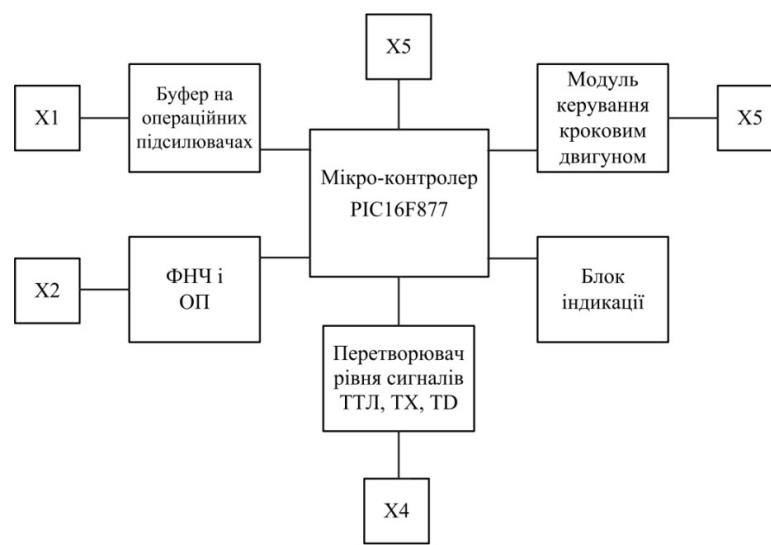 X5
X1
Буфер на
операційних
підсилювачах
Модуль
керування
кроковим
двигуном
X5
Мікро-контролер
PIC16F877
X2
ФНЧ і
ОП
Блок
індикації
Перетворювач
рівня сигналів
ТТЛ, TX, TD
X4